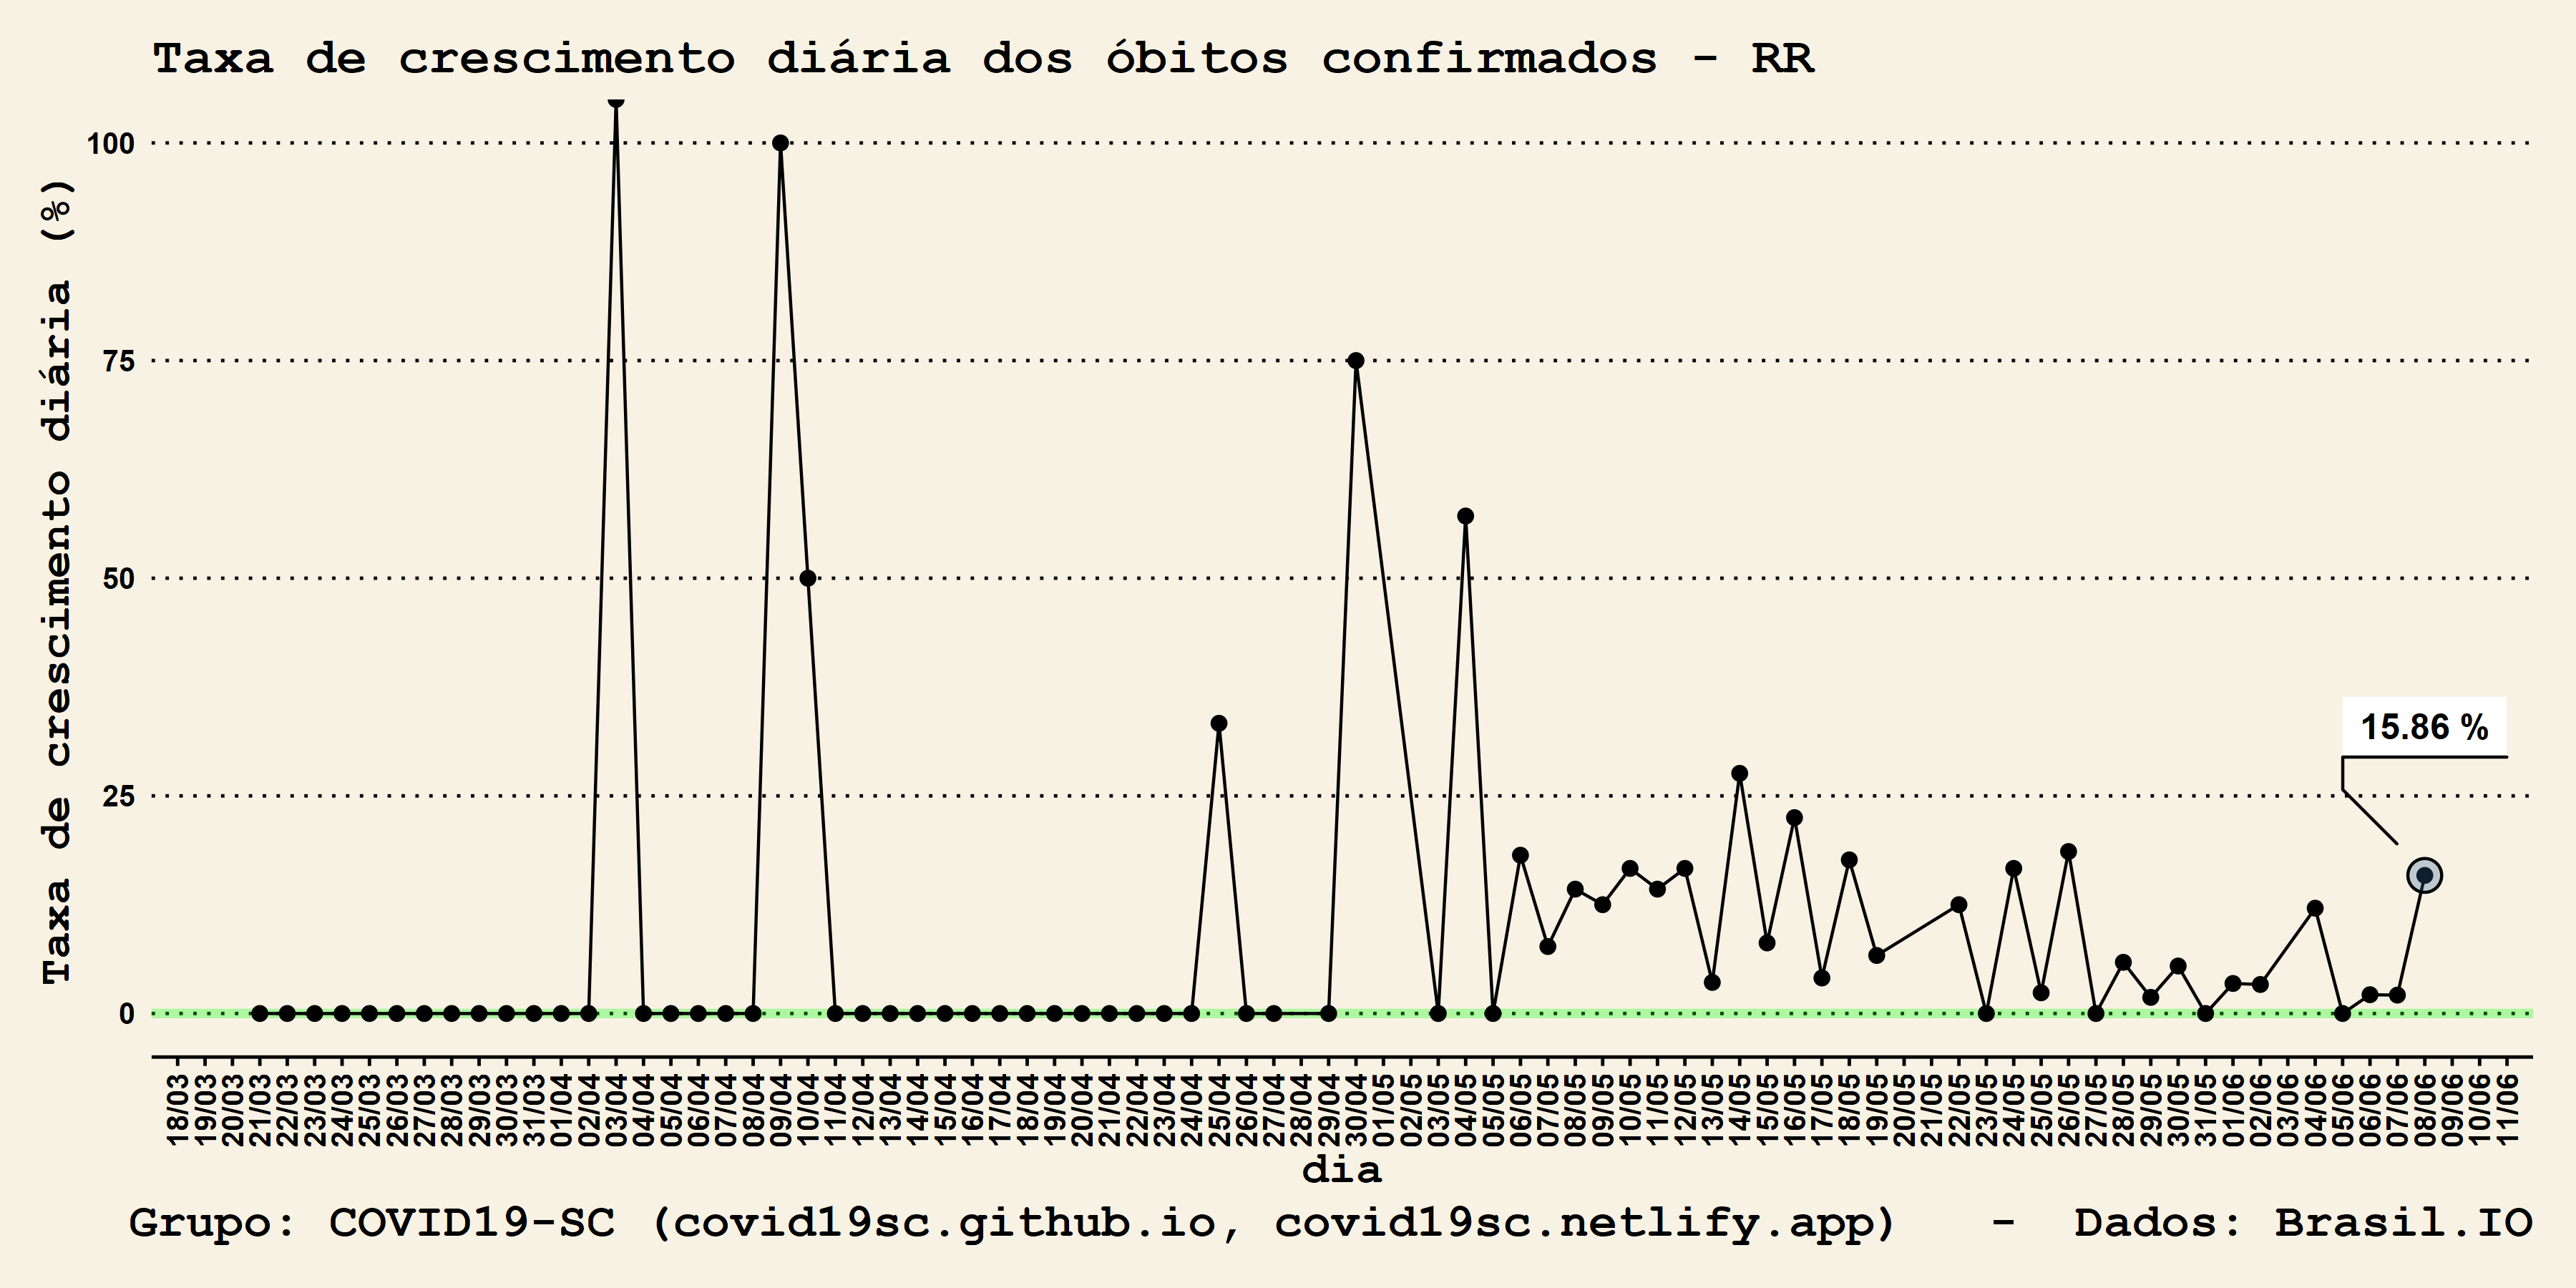 Taxa de crescimento diária dos óbitos confirmados - RR
Taxa de crescimento diária (%)
100
75
50
25
0
15.86 %
18/03 19/03 20/03 21/03 22/03 23/03 24/03 25/03 26/03 27/03 28/03 29/03 30/03 31/03 01/04 02/04 03/04 04/04 05/04 06/04 07/04 08/04 09/04 10/04 11/04 12/04 13/04 14/04 15/04 16/04 17/04 18/04 19/04 20/04 21/04 22/04 23/04 24/04 25/04 26/04 27/04 28/04 29/04 30/04 01/05 02/05 03/05 04/05 05/05 06/05 07/05 08/05 09/05 10/05 11/05 12/05 13/05 14/05 15/05 16/05 17/05 18/05 19/05 20/05 21/05 22/05 23/05 24/05 25/05 26/05 27/05 28/05 29/05 30/05 31/05 01/06 02/06 03/06 04/06 05/06 06/06 07/06 08/06 09/06 10/06 11/06
dia
Grupo: COVID19-SC (covid19sc.github.io, covid19sc.netlify.app) - Dados: Brasil.IO